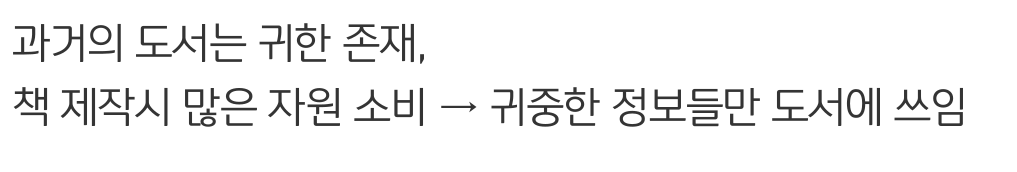 과거의 도서는 귀한 존재,
책 제작시 많은 자원 소비 → 귀중한 정보들만 도서에 쓰임